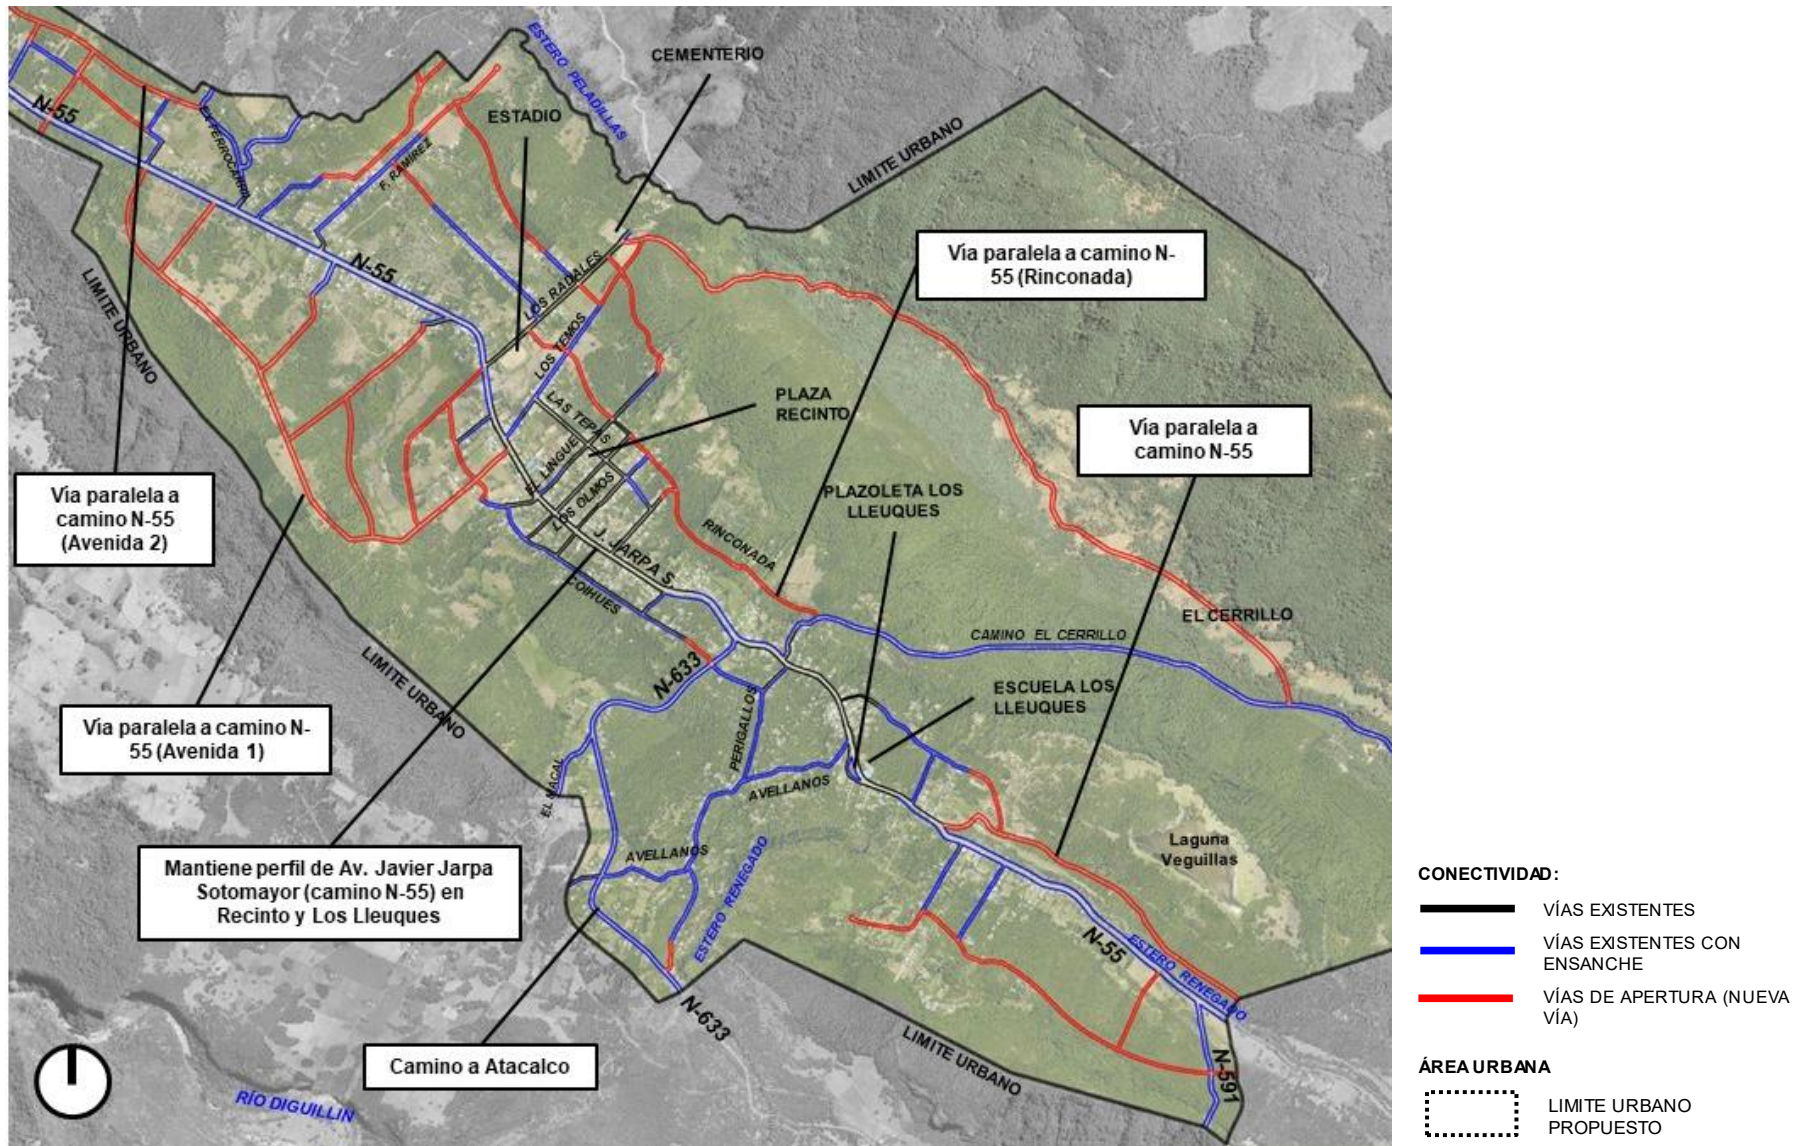 ESTERO PELADILLAS
CEMENTERIO
ESTADIO
N-55
EXFERROCARRIL
F. RAMIREZ
LIMITE URBANO
Vía paralela a camino N-
55 (Rinconada)
N-55
LOS RADALES
LIMITE URBANO
LOS TEMOS
PLAZA
RECINTO
LAS TEPAS
Vía paralela a
camino N-55
EL LINGUE
LOS OLMOS
PLAZOLETA LOS
LLEUQUES
Vía paralela a
camino N-55
(Avenida 2)
J. JARPA S.
RINCONADA
COIHUES
EL CERRILLO
CAMINO EL CERRILLO
LIMITE URBANO
N-633
ESCUELA LOS
LLEUQUES
Vía paralela a camino N-
55 (Avenida 1)
PERIGALLOS
EL MACAL
AVELLANOS
Laguna
Veguillas
AVELLANOS
Mantiene perfil de Av. Javier Jarpa
Sotomayor (camino N-55) en
Recinto y Los Lleuques
ESTERO RENEGADO
N-55
ESTERO RENEGADO
N-633
LIMITE URBANO
Camino a Atacalco
N-591
RÍO DIGUILLIN
CONECTIVIDAD:
VÍAS EXISTENTES
VÍAS EXISTENTES CON
ENSANCHE
VÍAS DE APERTURA (NUEVA
VÍA)
ÁREA URBANA
LIMITE URBANO
PROPUESTO